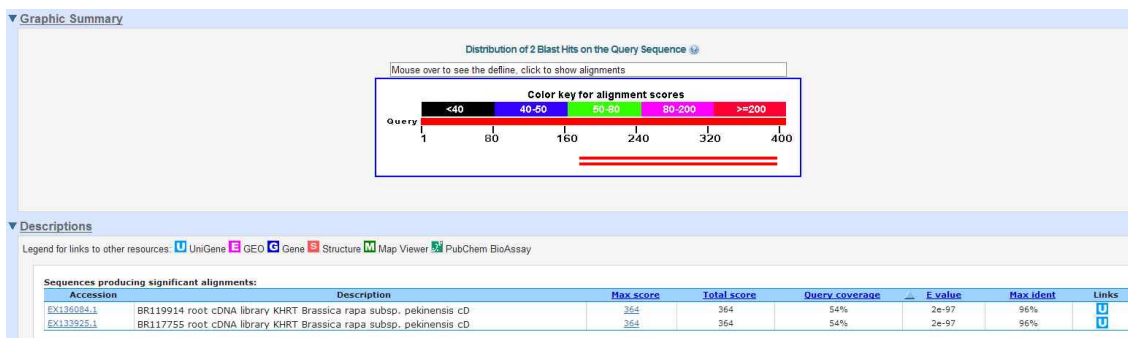 Graphic Summary
Distribution of 2 Blast Hits on the Query Sequence
Mouse over to see the defline, click to show alignments
Color key for alignment scores
<40 40-50 50-80 80-200 >=200
Query
1 80 160 240 320 400
Descriptions
Legend for links to other resources: U UniGene E GEO G Gene S Structure M Map Viewer PubChem BioAssay
Sequences producing significant alignments:
Accession Description Max score Total score Query coverage E value Max ident Links
EX136084.1 BR119914 root cDNA library KHRT Brassica rapa subsp. pekinensis cD 364 364 54% 2e-97 96% U
EX133925.1 BR117755 root cDNA library KHRT Brassica rapa subsp. pekinensis cD 364 364 54% 2e-97 96% U